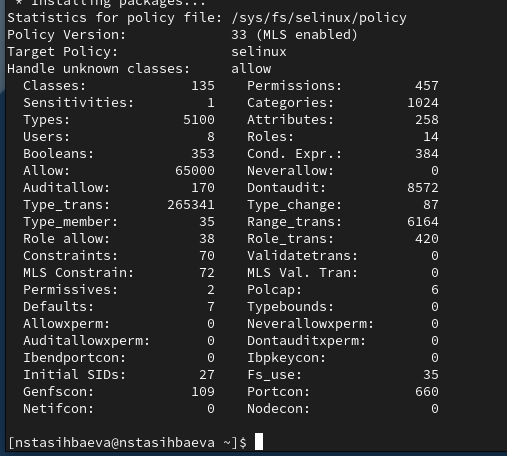 * Installing packages...
Statistics for policy file: /sys/fs/selinux/policy
Policy Version:             33 (MLS enabled)
Target Policy:              selinux
Handle unknown classes:     allow
  Classes:             135    Permissions:         457
  Sensitivities:         1    Categories:         1024
  Types:              5100    Attributes:          258
  Users:                 8    Roles:                14
  Booleans:            353    Cond. Expr.:         384
  Allow:             65000    Neverallow:            0
  Auditallow:          170    Dontaudit:          8572
  Type_trans:       265341    Type_change:          87
  Type_member:          35    Range_trans:        6164
  Role allow:           38    Role_trans:          420
  Constraints:          70    Validatetrans:         0
  MLS Constrain:        72    MLS Val. Tran:         0
  Permissives:           2    Polcap:                6
  Defaults:              7    Typebounds:            0
  Allowxperm:            0    Neverallowxperm:       0
  Auditallowxperm:       0    Dontauditxperm:        0
  Ibendportcon:          0    Ibpkeycon:             0
  Initial SIDs:         27    Fs_use:               35
  Genfscon:            109    Portcon:             660
  Netifcon:              0    Nodecon:               0
[nstasihbaeva@nstasihbaeva ~]$